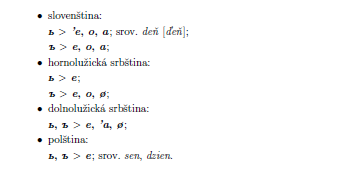 • slovenština:
ь > 'e, o, a; srov. deň [ďeň];
ъ > e, o, a;
• hornolužická srbština:
ь > e;
ъ > e, o, ø;
• dolnolužická srbština:
ь, ъ > e, 'a, ø;
• polština:
ь, ъ > e; srov. sen, dzien.